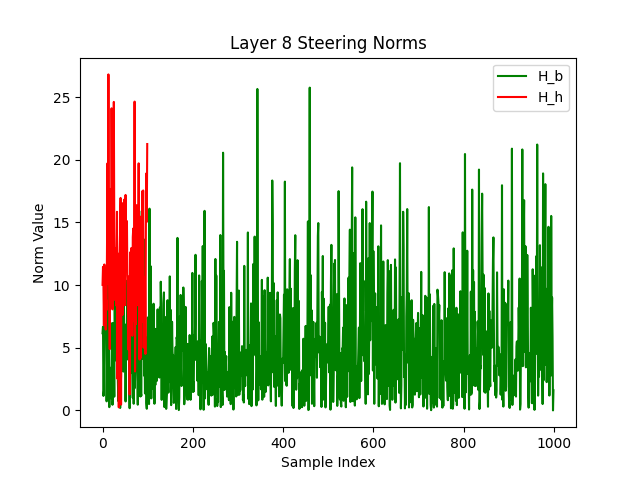 Layer 8 Steering Norms
H_b
H_h
Norm Value
25
20
15
10
5
0
0 200 400 600 800 1000
Sample Index